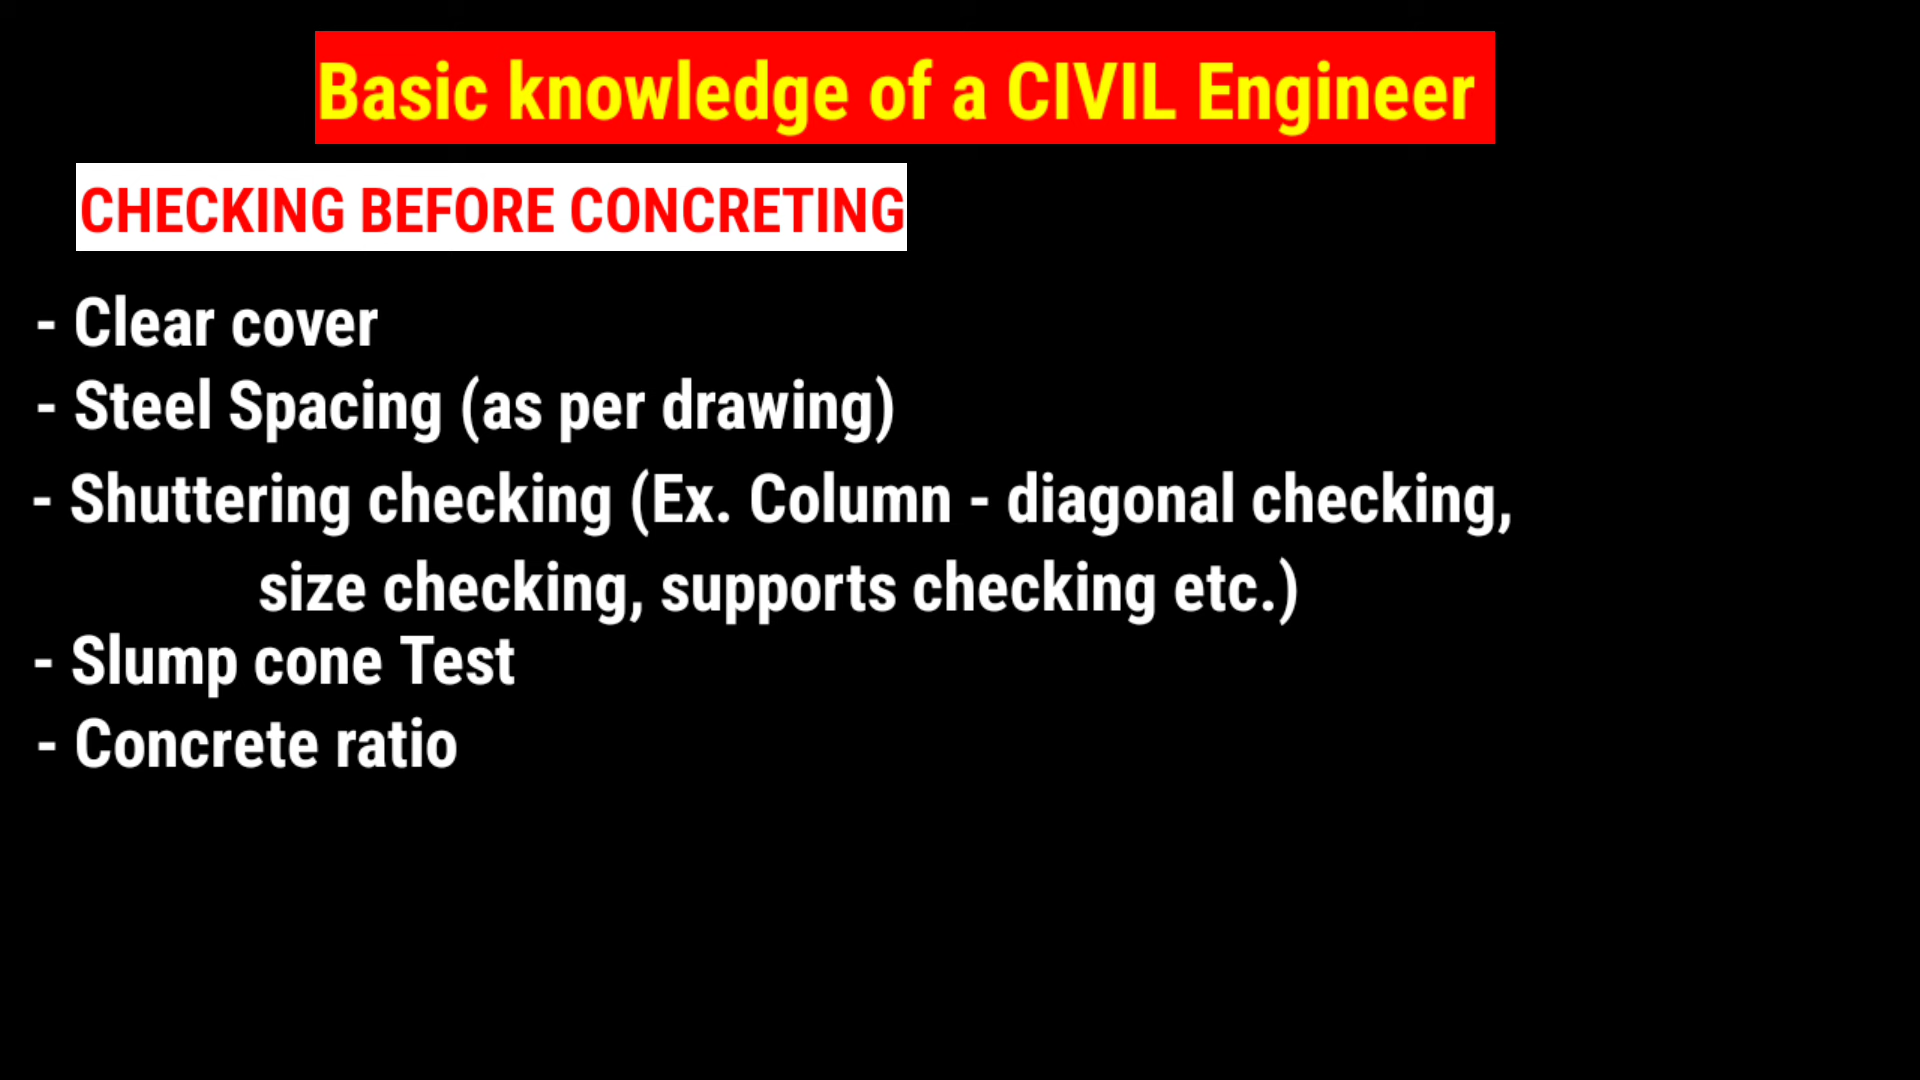 Basic knowledge of a CIVIL Engineer
CHECKING BEFORE CONCRETING
- Clear cover
- Steel Spacing (as per drawing)
- Shuttering checking (Ex. Column - diagonal checking,
size checking, supports checking etc.)
- Slump cone Test
- Concrete ratio